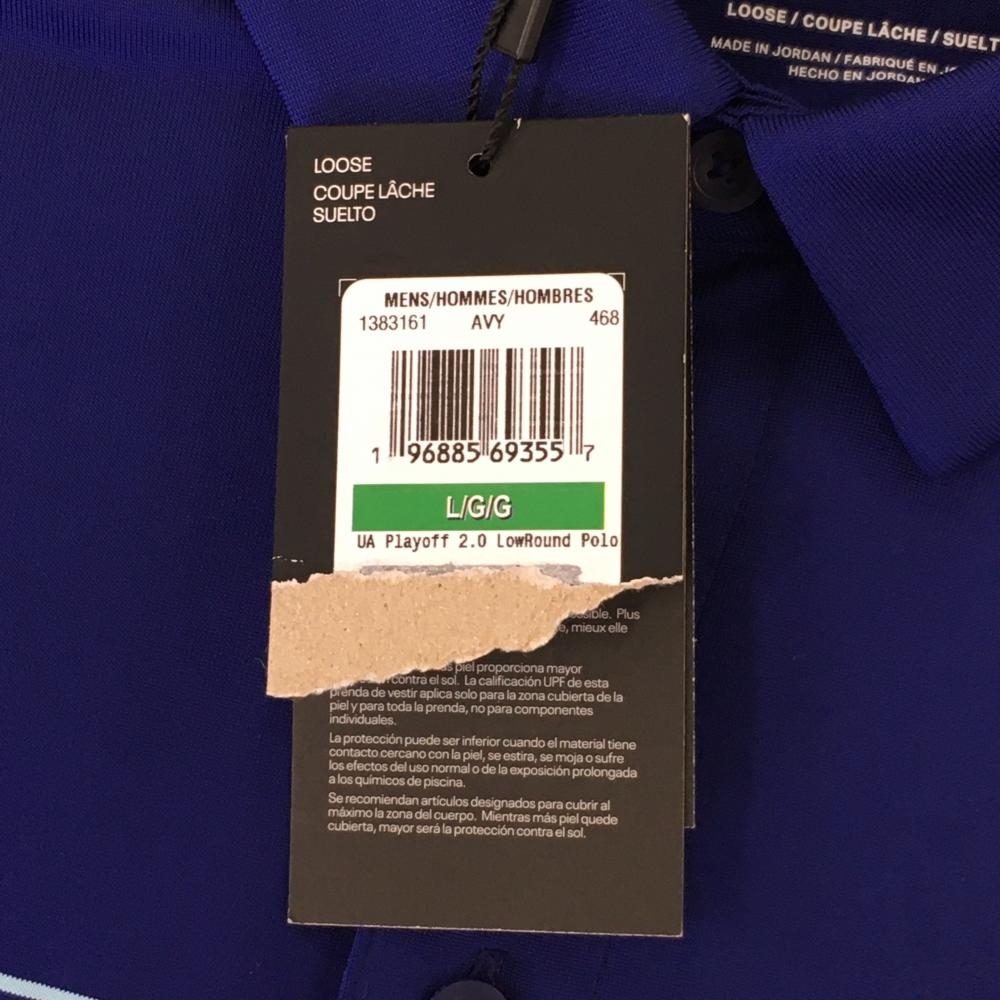 LOOSE / COUPE LÂCHE / SUELT
MADE IN JORDAN / FABRIQUÉ EN
HECHO EN JORDAN
LOOSE
COUPE LÂCHE
SUELTO
MENS/HOMMES/HOMBRES
1383161 AVY 468
1 96885 69355 7
L/G/G
UA Playoff 2.0 LowRound Polo
Plus
mieux elle
piel proporciona mayor
contra el sol. La calificación UPF de esta
prenda de vestir aplica solo para la zona cubierta de la
piel y para toda la prenda, no para componentes
individuales.
La protección puede ser inferior cuando el material tiene
contacto cercano con la piel, se estira, se moja o sufre
los efectos del uso normal o de la exposición prolongada
a los químicos de piscina.
Se recomiendan artículos designados para cubrir al
máximo la zona del cuerpo. Mientras más piel quede
cubierta, mayor será la protección contra el sol.